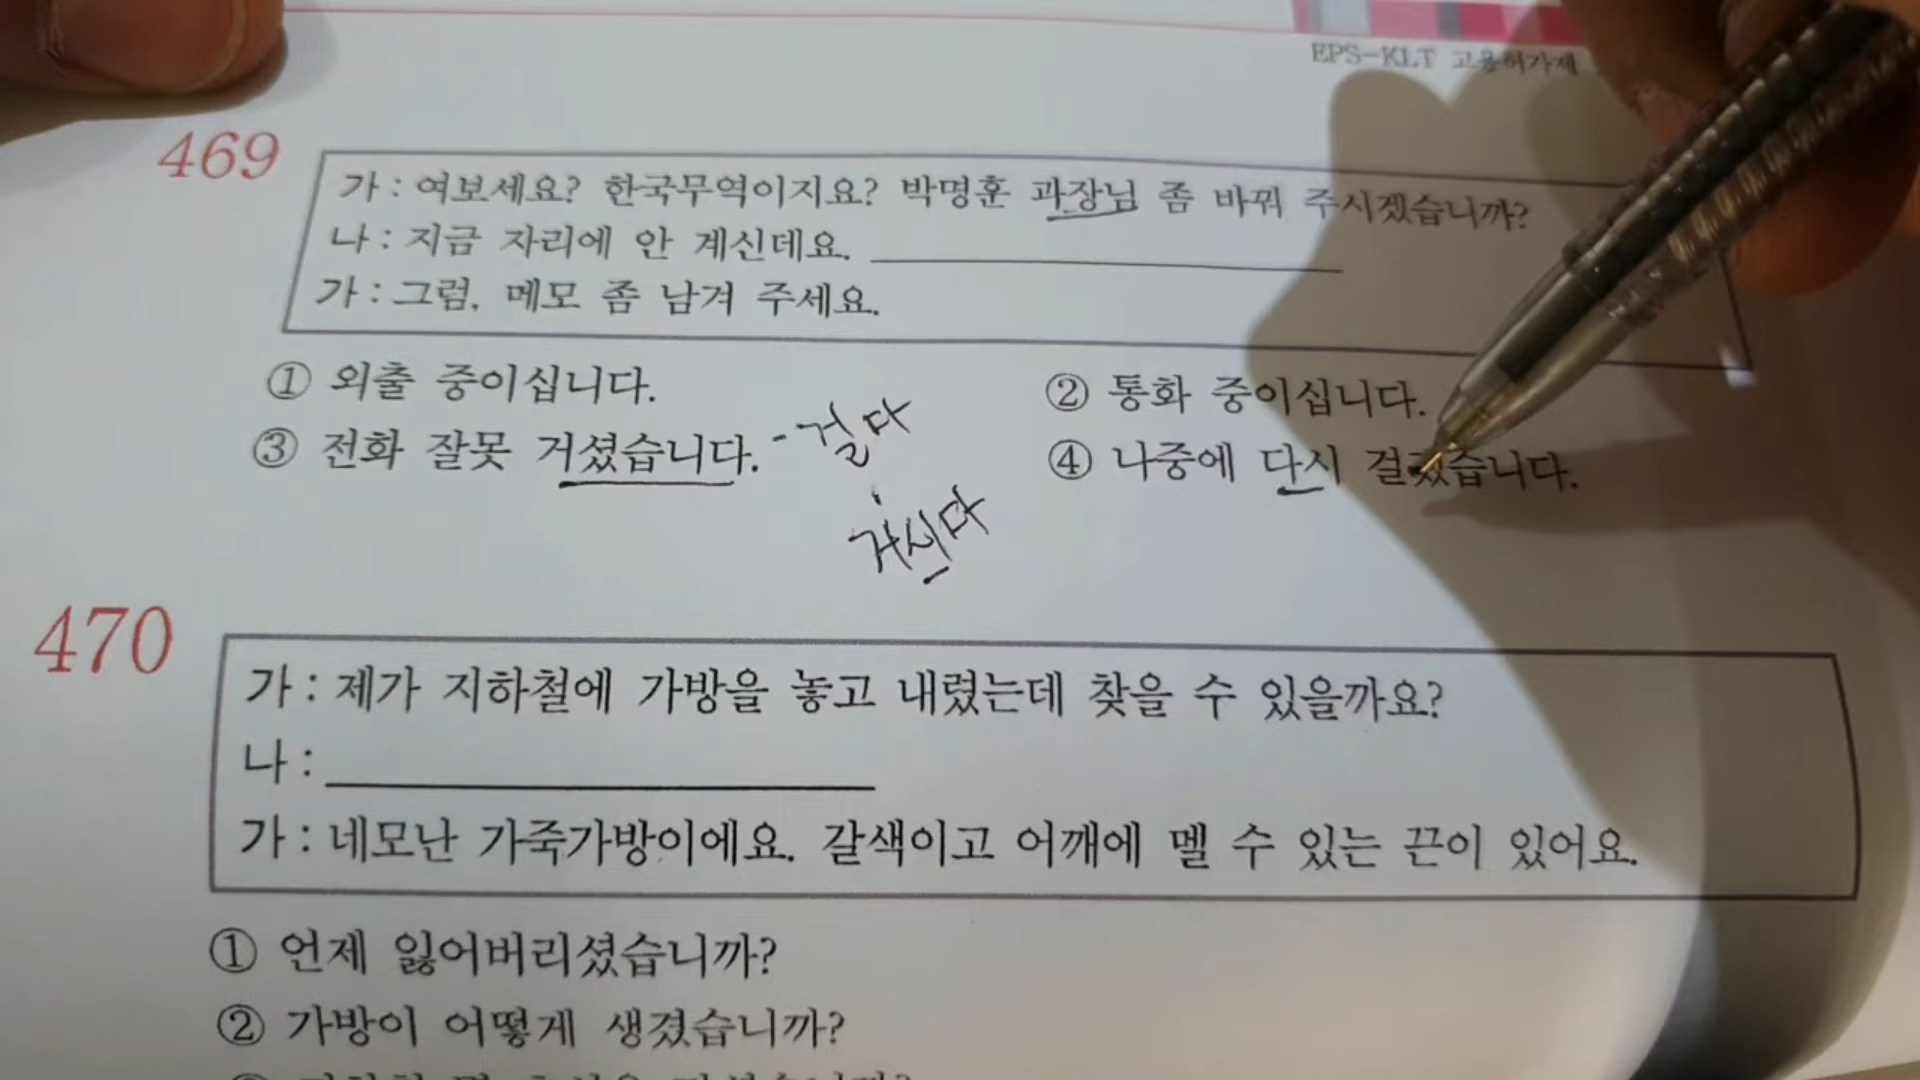 EPS-KLT 고용허가제
469
가 : 여보세요? 한국무역이지요? 박명훈 과장님 좀 바꿔 주시겠습니까?
나 : 지금 자리에 안 계신데요.
가 : 그럼, 메모 좀 남겨 주세요.
① 외출 중이십니다.
② 통화 중이십니다.
③ 전화 잘못 거셨습니다. - 걸다
④ 나중에 다시 걸겠습니다.
거시다
470
가 : 제가 지하철에 가방을 놓고 내렸는데 찾을 수 있을까요?
나 :
가 : 네모난 가죽가방이에요. 갈색이고 어깨에 멜 수 있는 끈이 있어요.
① 언제 잃어버리셨습니까?
② 가방이 어떻게 생겼습니까?